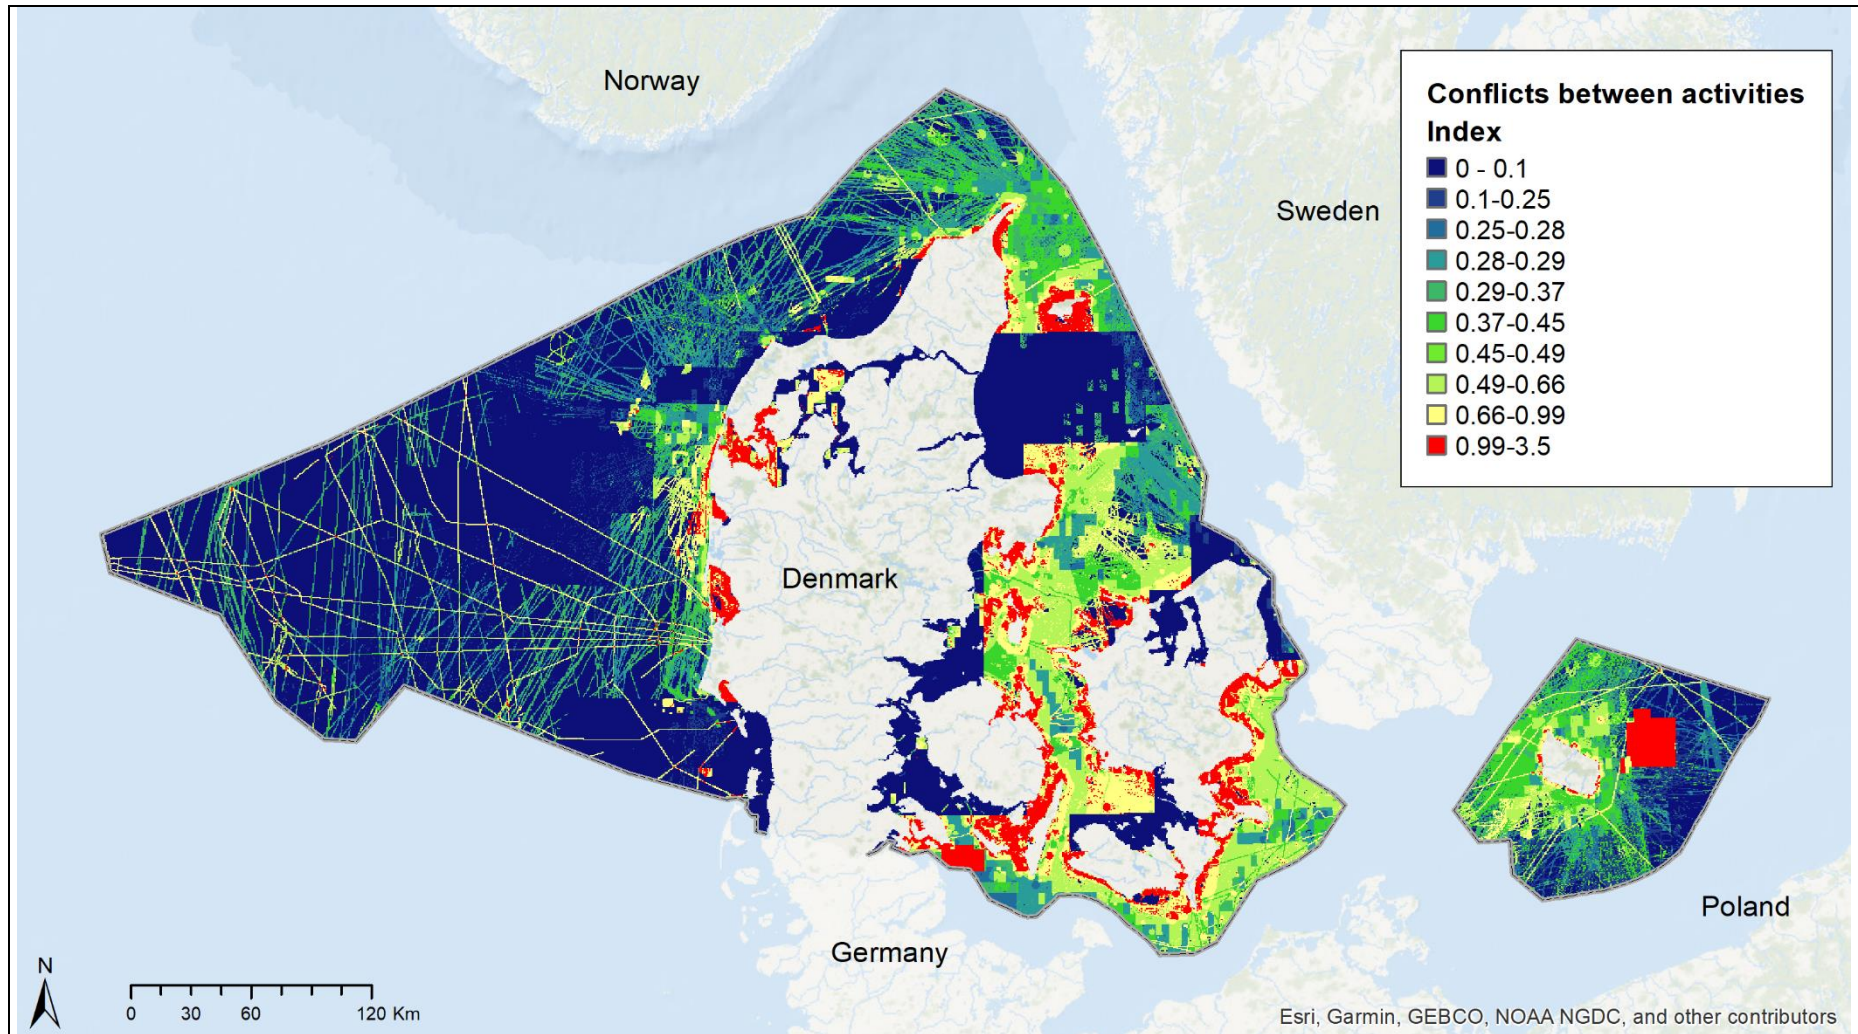 Norway
Sweden
Denmark
Germany
Poland
Conflicts between activities
Index
0 - 0.1
0.1-0.25
0.25-0.28
0.28-0.29
0.29-0.37
0.37-0.45
0.45-0.49
0.49-0.66
0.66-0.99
0.99-3.5
N
0 30 60 120 Km
Esri, Garmin, GEBCO, NOAA NGDC, and other contributors